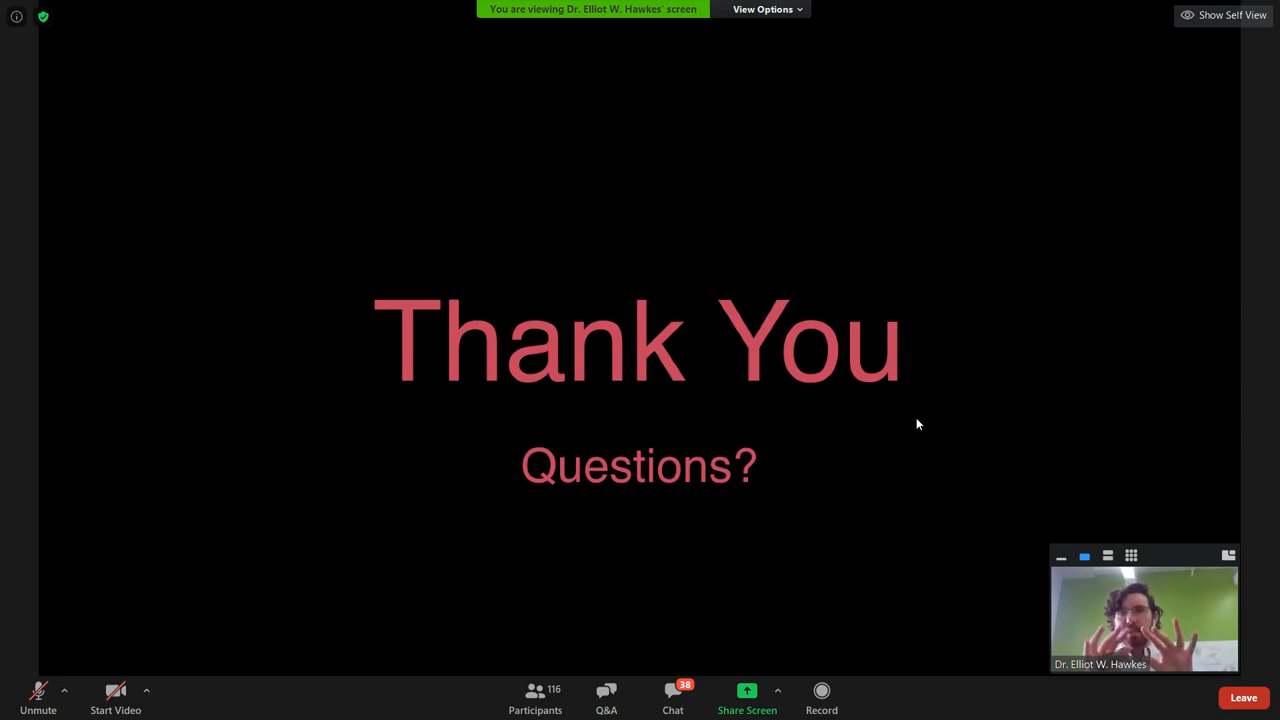 You are viewing Dr. Elliot W. Hawkes' screen
View Options
Show Self View
Thank You
Questions?
Dr. Elliot W. Hawkes
116
38
Unmute
Start Video
Participants
Q&A
Chat
Share Screen
Record
Leave